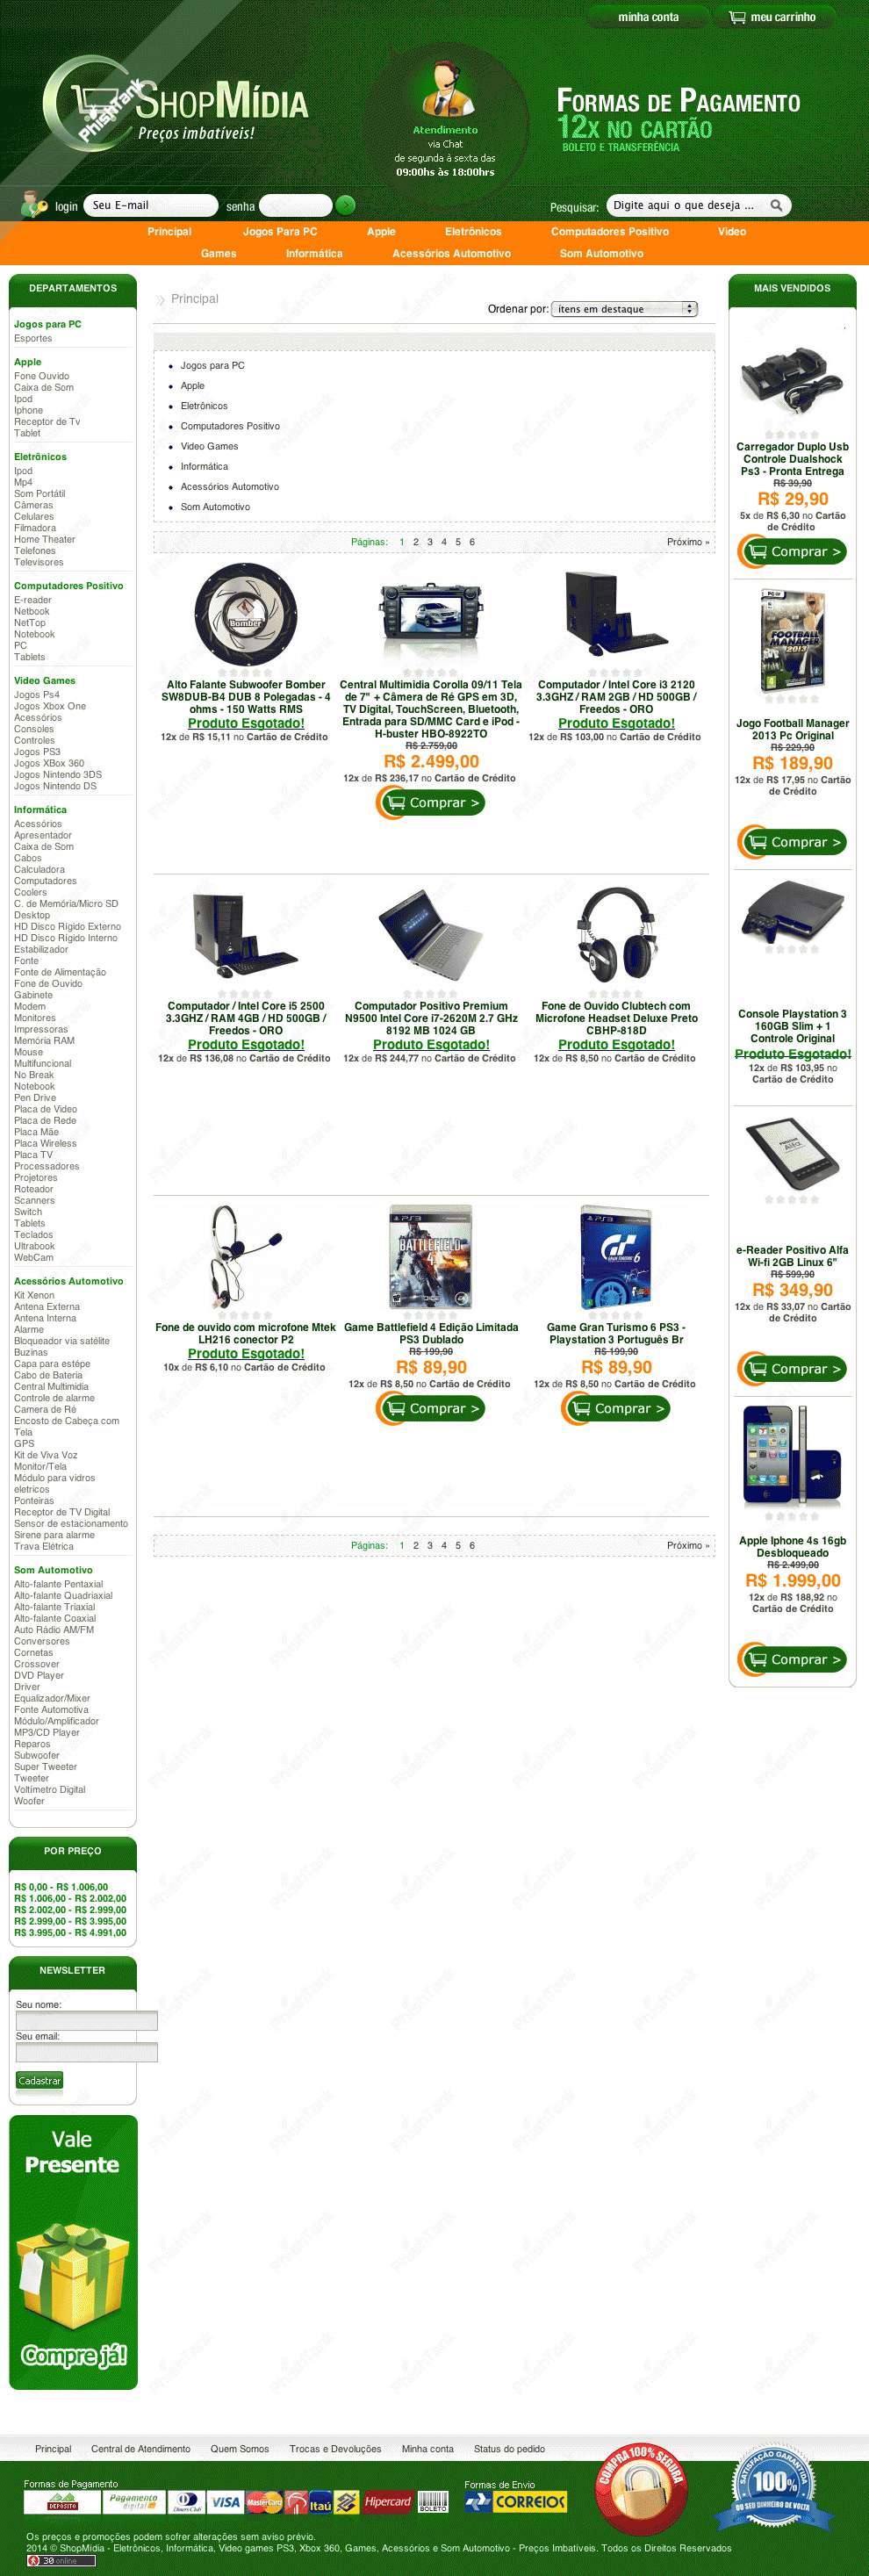 minha conta
meu carrinho
PhishTank
SHOPMÍDIA
Preços imbatíveis!
Atendimento
via Chat
de segunda á sexta das
09:00hs às 18:00hrs
FORMAS DE PAGAMENTO
12X NO CARTÃO
BOLETO E TRANSFERÊNCIA
login
Seu E-mail
senha
Pesquisar:
Digite aqui o que deseja ...
Principal
Jogos Para PC
Apple
Eletrônicos
Computadores Positivo
Video
Games
Informática
Acessórios Automotivo
Som Automotivo
DEPARTAMENTOS
Jogos para PC
Esportes
Apple
Fone Ouvido
Caixa de Som
Ipod
Iphone
Receptor de Tv
Tablet
Eletrônicos
Ipod
Mp4
Som Portátil
Câmeras
Celulares
Filmadora
Home Theater
Telefones
Televisores
Computadores Positivo
E-reader
Netbook
NetTop
Notebook
PC
Tablets
Video Games
Jogos Ps4
Jogos Xbox One
Acessórios
Consoles
Controles
Jogos PS3
Jogos XBox 360
Jogos Nintendo 3DS
Jogos Nintendo DS
Informática
Acessórios
Apresentador
Caixa de Som
Cabos
Calculadora
Computadores
Coolers
C. de Memória/Micro SD
Desktop
HD Disco Rígido Externo
HD Disco Rígido Interno
Estabilizador
Fonte
Fonte de Alimentação
Fone de Ouvido
Gabinete
Modem
Monitores
Impressoras
Memória RAM
Mouse
Multifuncional
No Break
Notebook
Pen Drive
Placa de Video
Placa de Rede
Placa Mãe
Placa Wireless
Placa TV
Processadores
Projetores
Roteador
Scanners
Switch
Tablets
Teclados
Ultrabook
WebCam
Acessórios Automotivo
Kit Xenon
Antena Externa
Antena Interna
Alarme
Bloqueador via satélite
Buzinas
Capa para estépe
Cabo de Bateria
Central Multimidia
Controle de alarme
Camera de Ré
Encosto de Cabeça com
Tela
GPS
Kit de Viva Voz
Monitor/Tela
Módulo para vidros
eletricos
Ponteiras
Receptor de TV Digital
Sensor de estacionamento
Sirene para alarme
Trava Elétrica
Som Automotivo
Alto-falante Pentaxial
Alto-falante Quadriaxial
Alto-falante Triaxial
Alto-falante Coaxial
Auto Rádio AM/FM
Conversores
Cornetas
Crossover
DVD Player
Driver
Equalizador/Mixer
Fonte Automotiva
Módulo/Amplificador
MP3/CD Player
Reparos
Subwoofer
Super Tweeter
Tweeter
Voltímetro Digital
Woofer
POR PREÇO
R$ 0,00 - R$ 1.006,00
R$ 1.006,00 - R$ 2.002,00
R$ 2.002,00 - R$ 2.999,00
R$ 2.999,00 - R$ 3.995,00
R$ 3.995,00 - R$ 4.991,00
NEWSLETTER
Seu nome:
Seu email:
Cadastrar
Vale
Presente
Compre já!
Principal
Ordenar por: ítens em destaque
Jogos para PC
Apple
Eletrônicos
Computadores Positivo
Video Games
Informática
Acessórios Automotivo
Som Automotivo
Páginas: 1 2 3 4 5 6
Próximo »
Bomber
Alto Falante Subwoofer Bomber
SW8DUB-B4 DUB 8 Polegadas - 4
ohms - 150 Watts RMS
Produto Esgotado!
12x de R$ 15,11 no Cartão de Crédito
Central Multimidia Corolla 09/11 Tela
de 7" + Câmera de Ré GPS em 3D,
TV Digital, TouchScreen, Bluetooth,
Entrada para SD/MMC Card e iPod -
H-buster HBO-8922TO
R$ 2.759,00
R$ 2.499,00
12x de R$ 236,17 no Cartão de Crédito
Comprar >
Computador / Intel Core i3 2120
3.3GHZ / RAM 2GB / HD 500GB /
Freedos - ORO
Produto Esgotado!
12x de R$ 103,00 no Cartão de Crédito
Computador / Intel Core i5 2500
3.3GHZ / RAM 4GB / HD 500GB /
Freedos - ORO
Produto Esgotado!
12x de R$ 136,08 no Cartão de Crédito
Computador Positivo Premium
N9500 Intel Core i7-2620M 2.7 GHz
8192 MB 1024 GB
Produto Esgotado!
12x de R$ 244,77 no Cartão de Crédito
Fone de Ouvido Clubtech com
Microfone Headset Deluxe Preto
CBHP-818D
Produto Esgotado!
12x de R$ 8,50 no Cartão de Crédito
Fone de ouvido com microfone Mtek
LH216 conector P2
Produto Esgotado!
10x de R$ 6,10 no Cartão de Crédito
PS3
BATTLEFIELD
4
Game Battlefield 4 Edição Limitada
PS3 Dublado
R$ 199,90
R$ 89,90
12x de R$ 8,50 no Cartão de Crédito
Comprar >
PS3
GRAN TURISMO 6
Game Gran Turismo 6 PS3 -
Playstation 3 Português Br
R$ 199,90
R$ 89,90
12x de R$ 8,50 no Cartão de Crédito
Comprar >
Páginas: 1 2 3 4 5 6
Próximo »
MAIS VENDIDOS
Carregador Duplo Usb
Controle Dualshock
Ps3 - Pronta Entrega
R$ 39,90
R$ 29,90
5x de R$ 6,30 no Cartão
de Crédito
Comprar >
FOOTBALL
MANAGER
2013
Jogo Football Manager
2013 Pc Original
R$ 229,90
R$ 189,90
12x de R$ 17,95 no Cartão
de Crédito
Comprar >
Console Playstation 3
160GB Slim + 1
Controle Original
Produto Esgotado!
12x de R$ 103,95 no
Cartão de Crédito
Alfa
e-Reader Positivo Alfa
Wi-fi 2GB Linux 6"
R$ 599,90
R$ 349,90
12x de R$ 33,07 no Cartão
de Crédito
Comprar >
Apple Iphone 4s 16gb
Desbloqueado
R$ 2.499,00
R$ 1.999,00
12x de R$ 188,92 no
Cartão de Crédito
Comprar >
Principal
Central de Atendimento
Quem Somos
Trocas e Devoluções
Minha conta
Status do pedido
Formas de Pagamento
DEPÓSITO
Pagamento digital
Diners Club
VISA
MasterCard
Itaú
Hipercard
BOLETO
Formas de Envio
CORREIOS
COMPRA 100% SEGURA
SATISFAÇÃO GARANTIDA
100%
OU SEU DINHEIRO DE VOLTA
Os preços e promoções podem sofrer alterações sem aviso prévio.
2014 © ShopMídia - Eletrônicos, Informática, Video games PS3, Xbox 360, Games, Acessórios e Som Automotivo - Preços Imbatíveis. Todos os Direitos Reservados
30 online